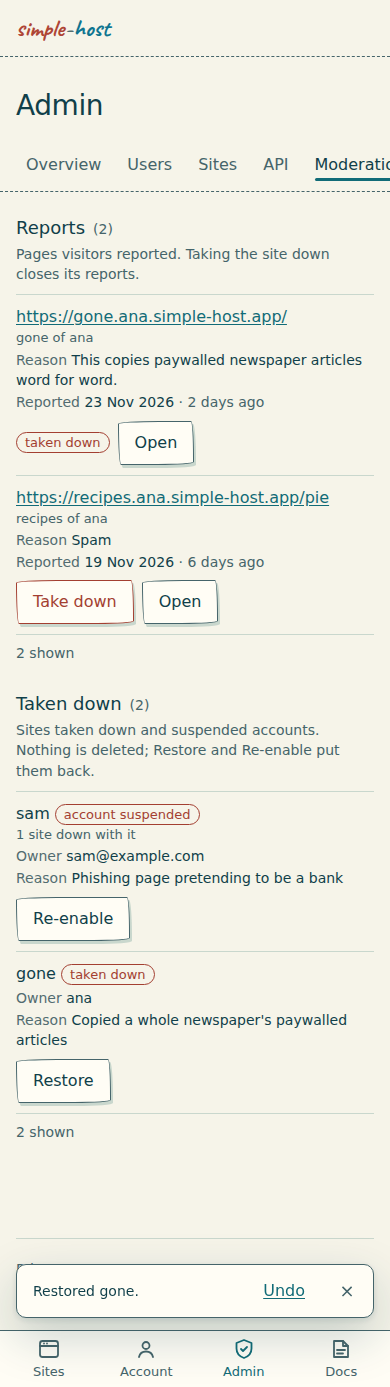 simple-host
Admin
Overview Users Sites API Moderatio
Reports (2)
Pages visitors reported. Taking the site down
closes its reports.
https://gone.ana.simple-host.app/
gone of ana
Reason This copies paywalled newspaper articles
word for word.
Reported 23 Nov 2026 · 2 days ago
taken down Open
https://recipes.ana.simple-host.app/pie
recipes of ana
Reason Spam
Reported 19 Nov 2026 · 6 days ago
Take down Open
2 shown
Taken down (2)
Sites taken down and suspended accounts.
Nothing is deleted; Restore and Re-enable put
them back.
sam account suspended
1 site down with it
Owner sam@example.com
Reason Phishing page pretending to be a bank
Re-enable
gone taken down
Owner ana
Reason Copied a whole newspaper's paywalled
articles
Restore
2 shown
Restored gone. Undo ×
Sites Account Admin Docs